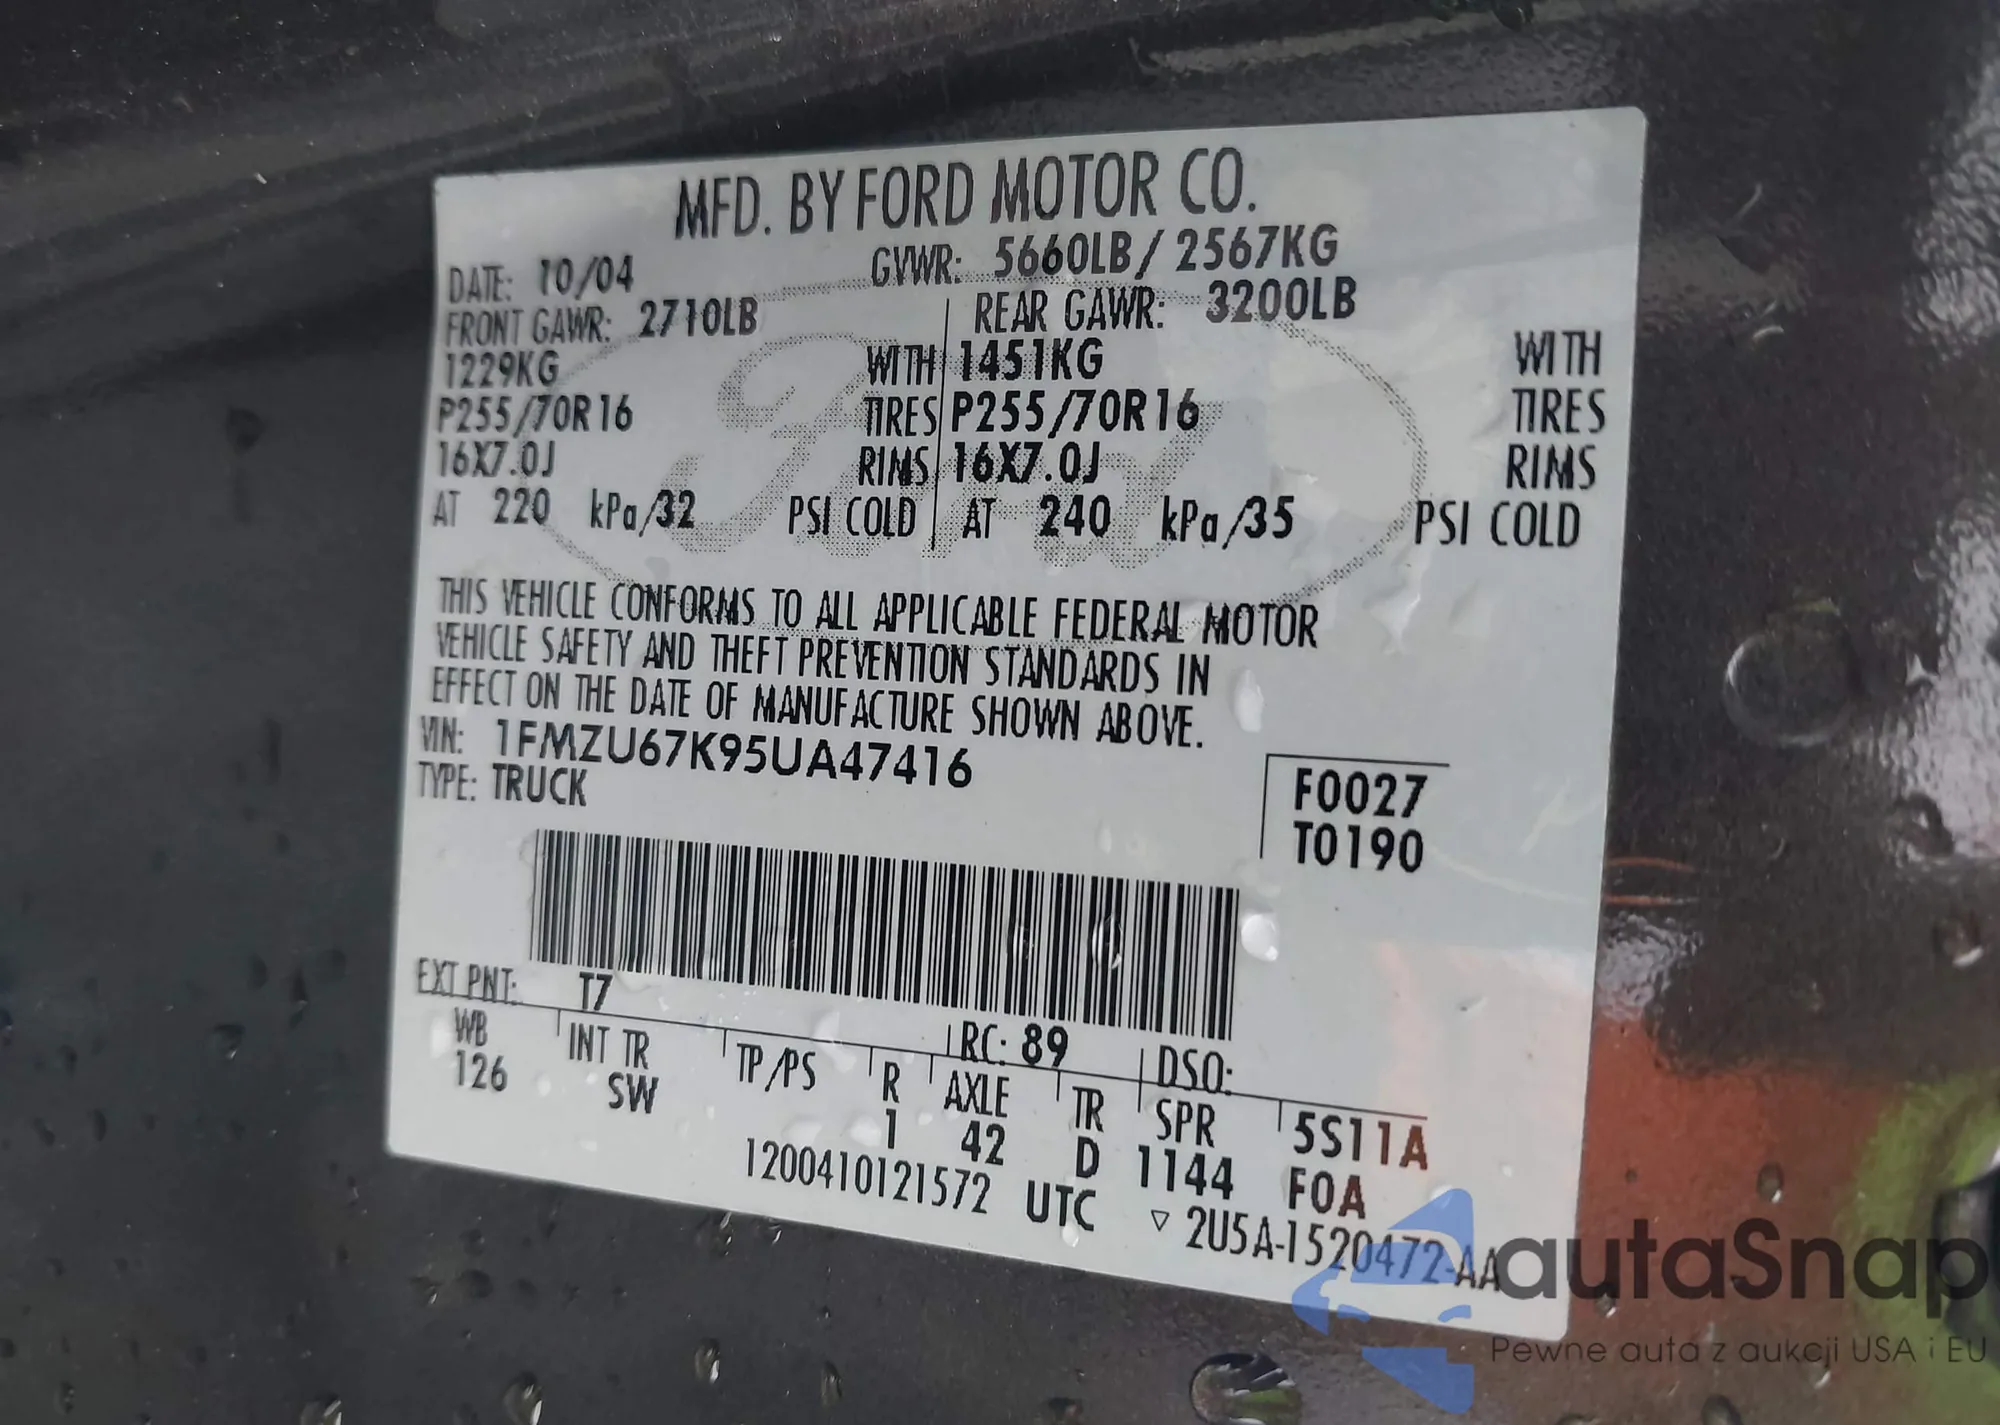 MFD. BY FORD MOTOR CO.
DATE: 10/04 GVWR: 5660LB/ 2567KG
FRONT GAWR: 2710LB REAR GAWR: 3200LB
1229KG WITH 1451KG WITH
P255/70R16 TIRES P255/70R16 TIRES
16X7.0J RIMS 16X7.0J RIMS
AT 220 kPa/32 PSI COLD AT 240 kPa/35 PSI COLD
Ford
THIS VEHICLE CONFORMS TO ALL APPLICABLE FEDERAL MOTOR
VEHICLE SAFETY AND THEFT PREVENTION STANDARDS IN
EFFECT ON THE DATE OF MANUFACTURE SHOWN ABOVE.
VIN: 1FMZU67K95UA47416
TYPE: TRUCK
F0027
T0190
EXT PNT: T7 RC: 89 DSO:
WB INT TR TP/PS R AXLE TR SPR 5S11A
126 SW 1 42 D 1144 F0A
1200410121572 UTC ▽ 2U5A-1520472-AA
autaSnap
Pewne auta z aukcji USA i EU